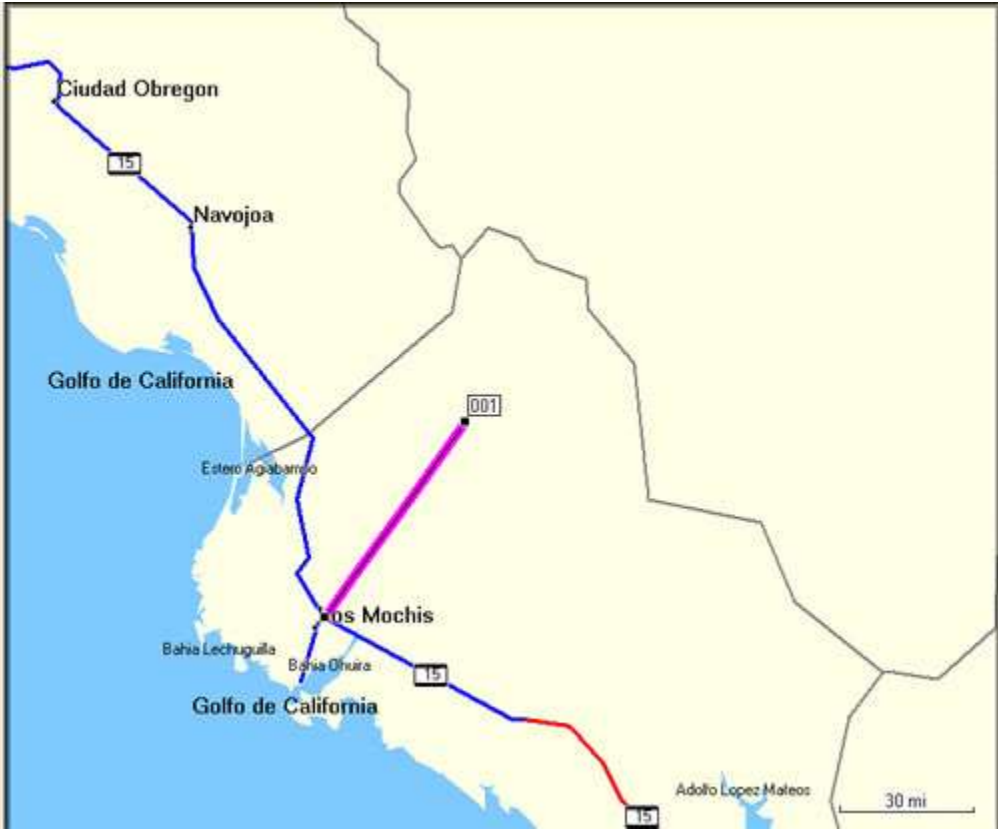 Ciudad Obregon
15
Navojoa
Golfo de California
001
Estero Agiabampo
Los Mochis
Bahia Lechuguilla
Bahia Ohuira
15
Golfo de California
Adolfo Lopez Mateos
30 mi
15